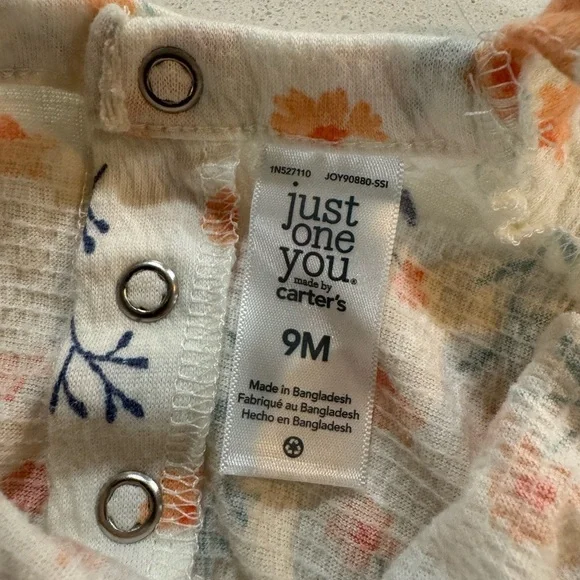 1N527110 JOY90880-SSI
just
one
you®
made by
carter's
9M
Made in Bangladesh
Fabriqué au Bangladesh
Hecho en Bangladesh